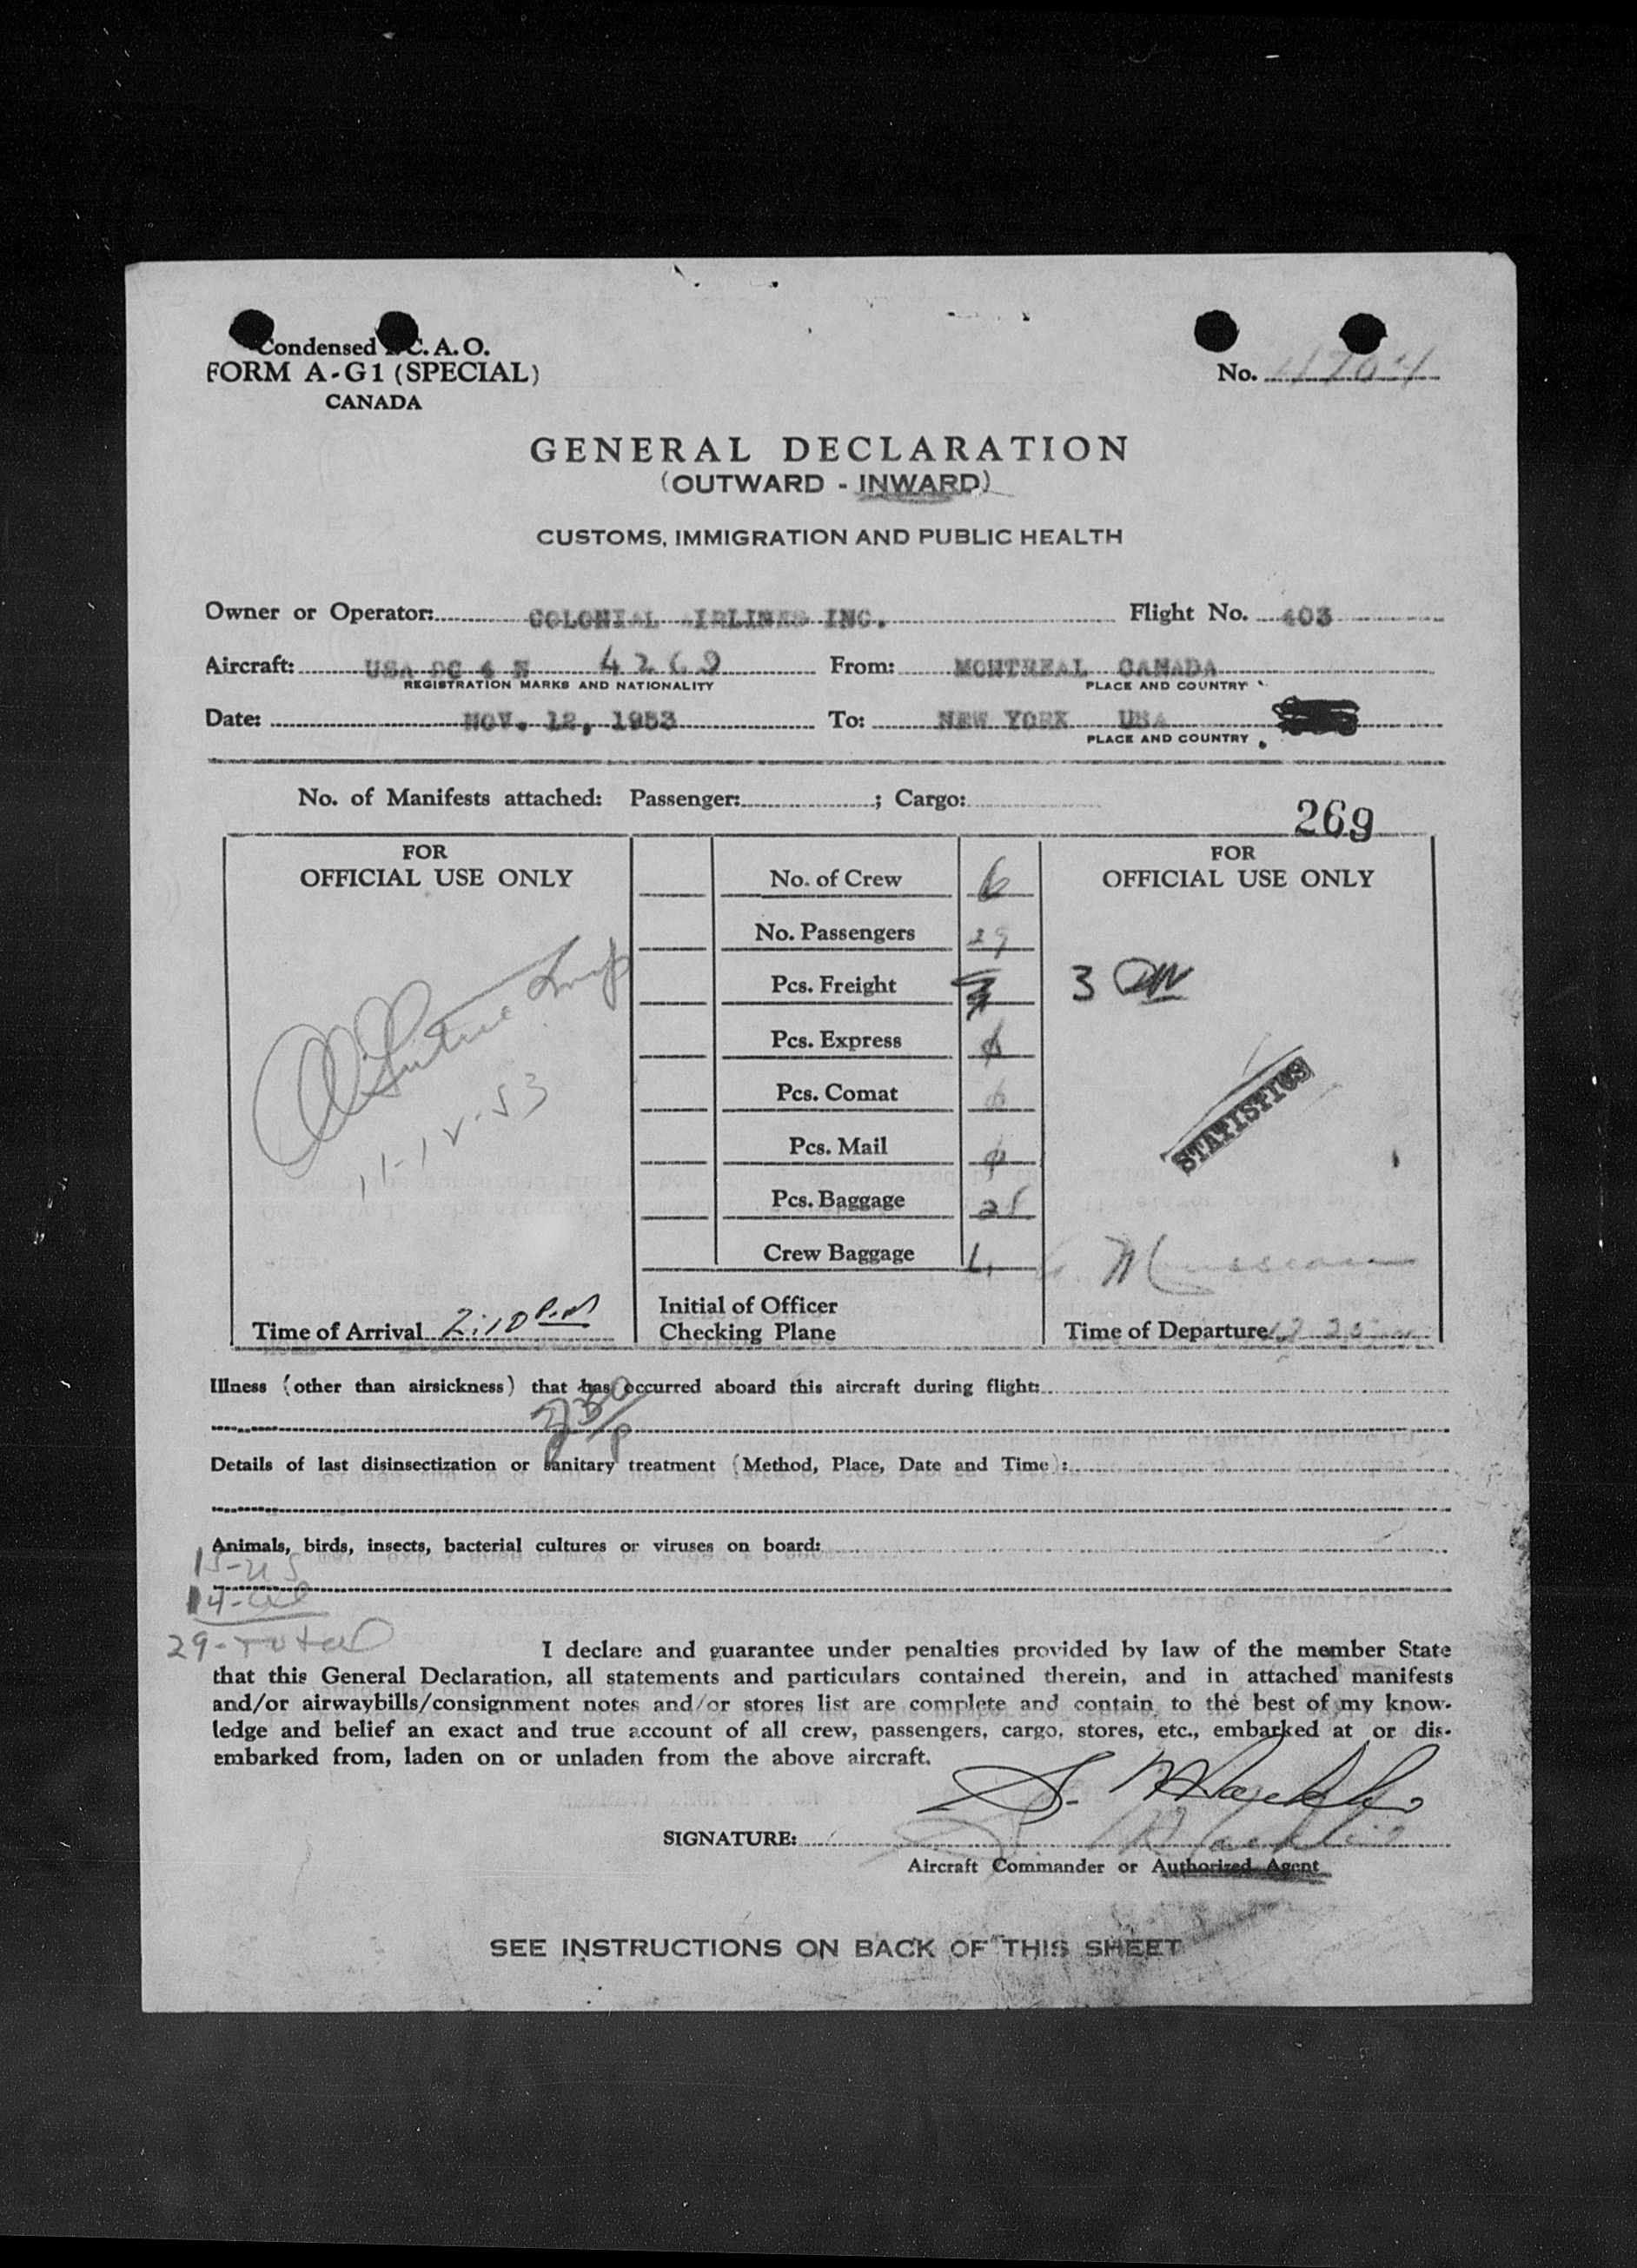 Condensed C. A. O.
FORM A-G1 (SPECIAL)
CANADA
No. 4704
GENERAL DECLARATION
(OUTWARD - INWARD)
CUSTOMS, IMMIGRATION AND PUBLIC HEALTH
Owner or Operator: COLONIAL AIRLINES INC. Flight No. 403
Aircraft: USA DC 4 N 4269 From: MONTREAL CANADA
REGISTRATION MARKS AND NATIONALITY PLACE AND COUNTRY
Date: NOV. 12, 1953 To: NEW YORK USA
PLACE AND COUNTRY
No. of Manifests attached: Passenger: ; Cargo:
269
FOR
OFFICIAL USE ONLY
No. of Crew 6
No. Passengers 29
Pcs. Freight
Pcs. Express
Pcs. Comat
Pcs. Mail
Pcs. Baggage 25
Crew Baggage
FOR
OFFICIAL USE ONLY
3
STATISTICS
11-12-53
Time of Arrival 2:10 P.M
Initial of Officer
Checking Plane
Time of Departure
Illness (other than airsickness) that has occurred aboard this aircraft during flight:
230/P
Details of last disinsectization or sanitary treatment (Method, Place, Date and Time):
Animals, birds, insects, bacterial cultures or viruses on board:
15-US
14-
29-Total
I declare and guarantee under penalties provided by law of the member State
that this General Declaration, all statements and particulars contained therein, and in attached manifests
and/or airwaybills/consignment notes and/or stores list are complete and contain to the best of my know-
ledge and belief an exact and true account of all crew, passengers, cargo, stores, etc., embarked at or dis-
embarked from, laden on or unladen from the above aircraft.
SIGNATURE:
Aircraft Commander or Authorized Agent
SEE INSTRUCTIONS ON BACK OF THIS SHEET